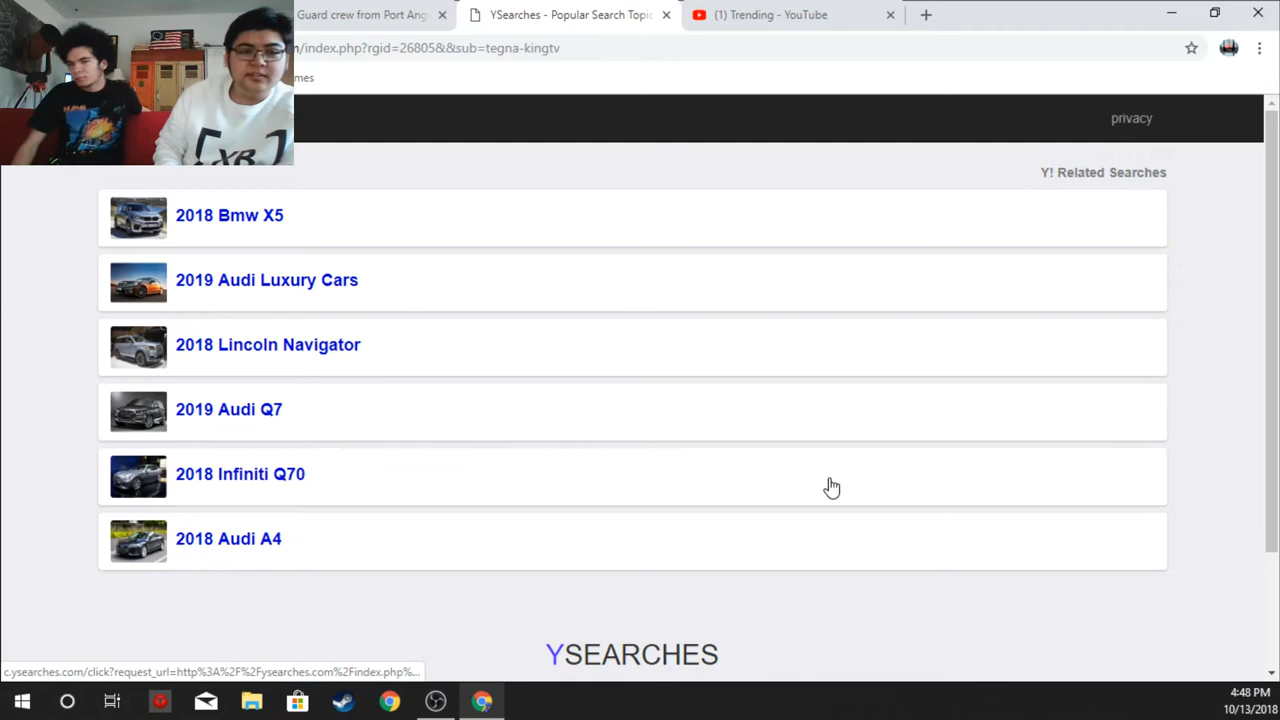 Guard crew from Port Ang
YSearches - Popular Search Topic
(1) Trending - YouTube
m/index.php?rgid=26805&&sub=tegna-kingtv
mes
privacy
Y! Related Searches
2018 Bmw X5
2019 Audi Luxury Cars
2018 Lincoln Navigator
2019 Audi Q7
2018 Infiniti Q70
2018 Audi A4
YSEARCHES
c.ysearches.com/click?request_url=http%3A%2F%2Fysearches.com%2Findex.php%...
4:48 PM
10/13/2018
[XB]